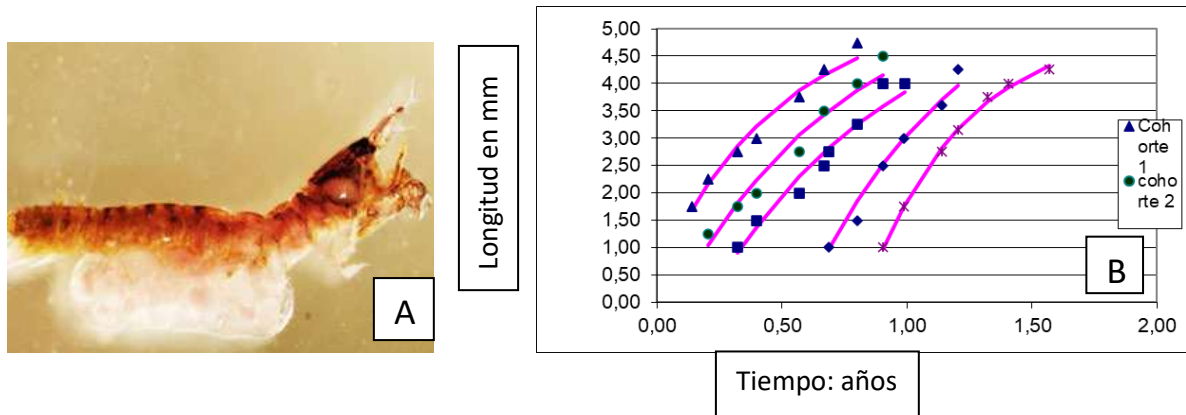 A
Longitud en mm
5,00
4,50
4,00
3,50
3,00
2,50
2,00
1,50
1,00
0,50
0,00
0,00
0,50
1,00
1,50
2,00
Coh
orte
1
coho
rte 2
B
Tiempo: años